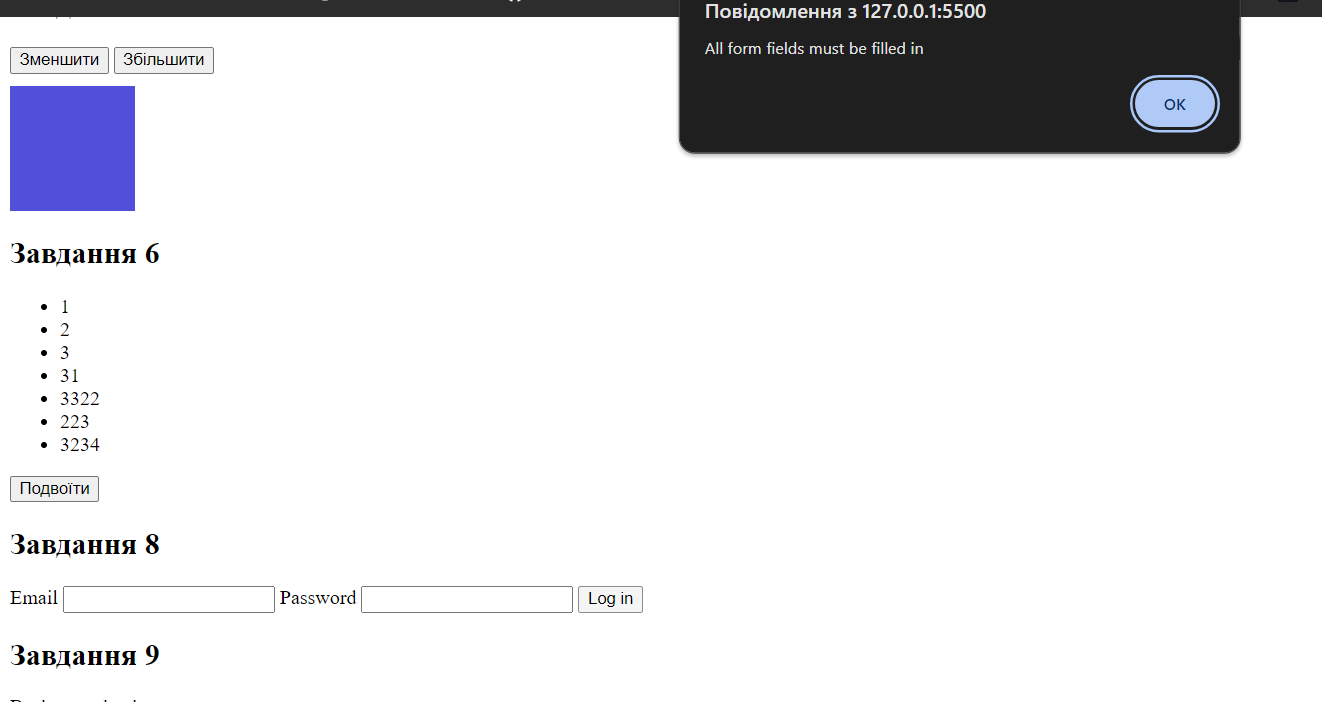 Повідомлення з 127.0.0.1:5500
All form fields must be filled in
OK
Зменшити Збільшити
Завдання 6
1
2
3
31
3322
223
3234
Подвоїти
Завдання 8
Email Password Log in
Завдання 9